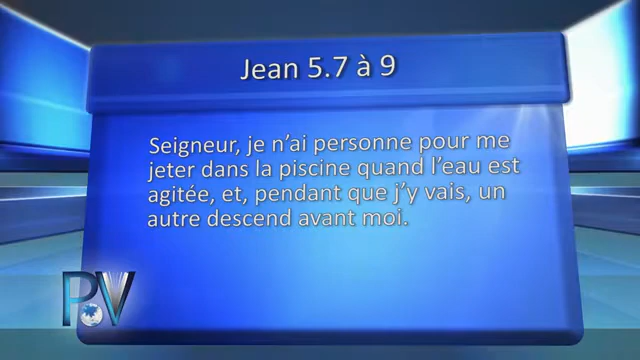 Jean 5.7 à 9
Seigneur, je n'ai personne pour me
jeter dans la piscine quand l'eau est
agitée, et, pendant que j'y vais, un
autre descend avant moi.
PV